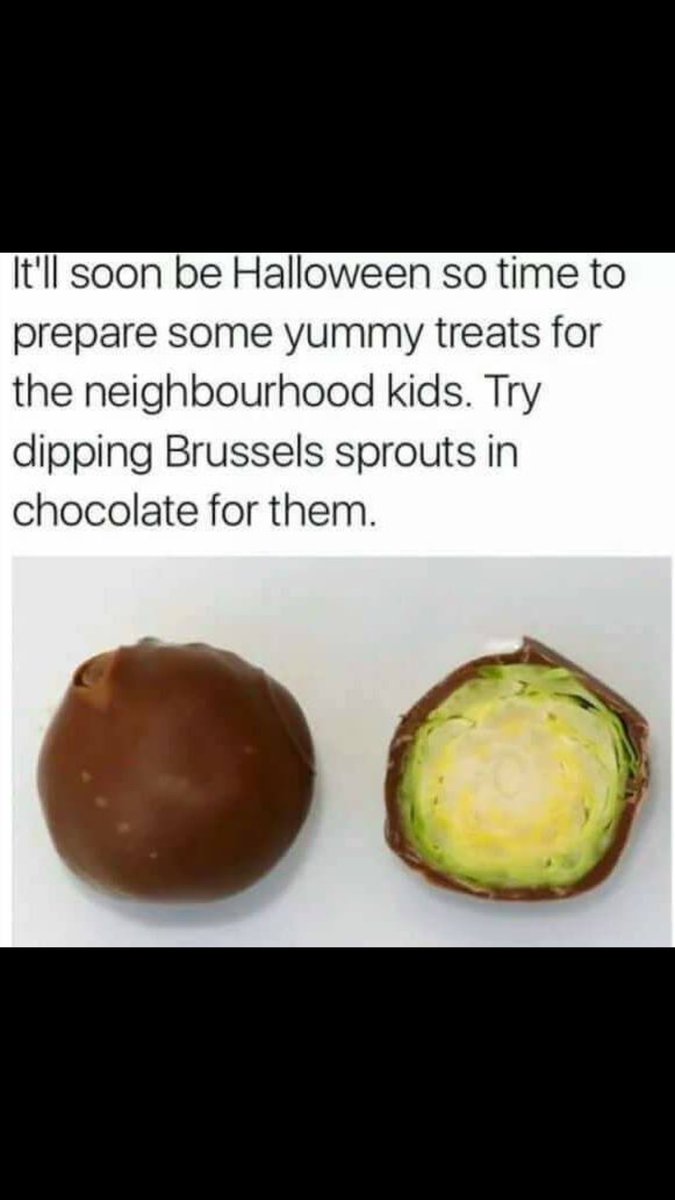 It'll soon be Halloween so time to
prepare some yummy treats for
the neighbourhood kids. Try
dipping Brussels sprouts in
chocolate for them.